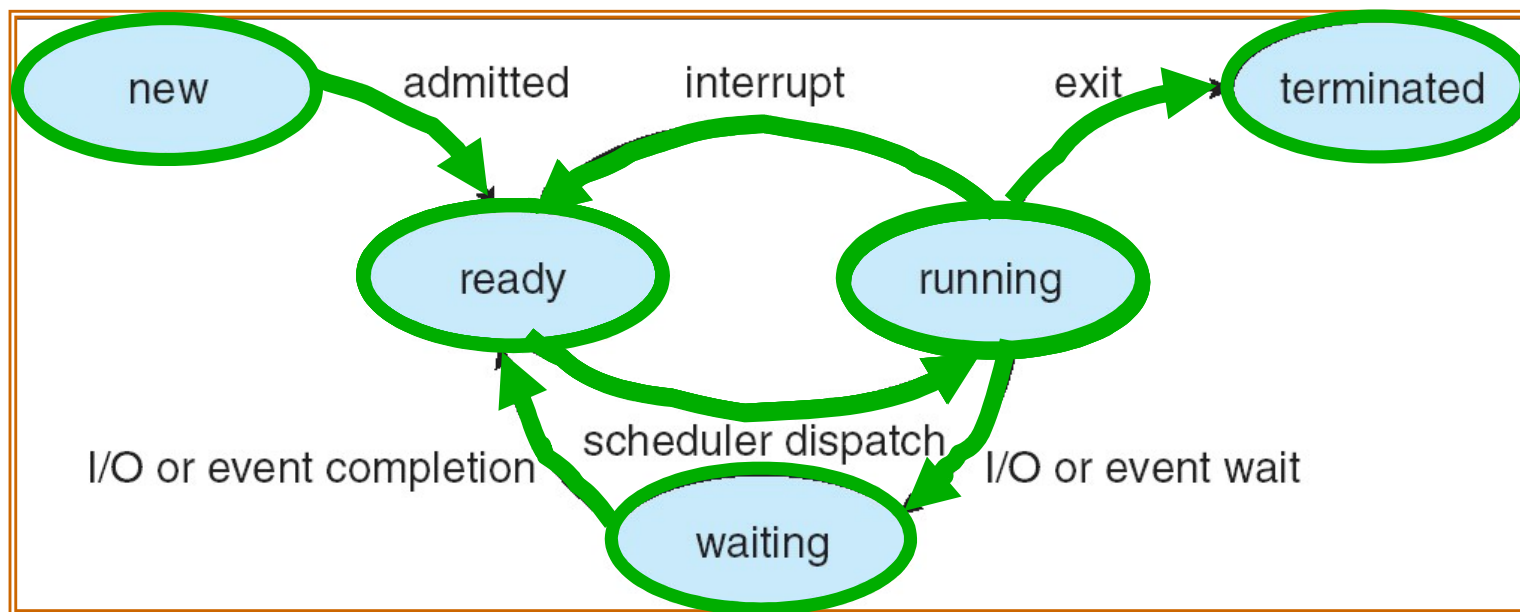 new
admitted
interrupt
exit
terminated
ready
running
scheduler dispatch
I/O or event completion
I/O or event wait
waiting